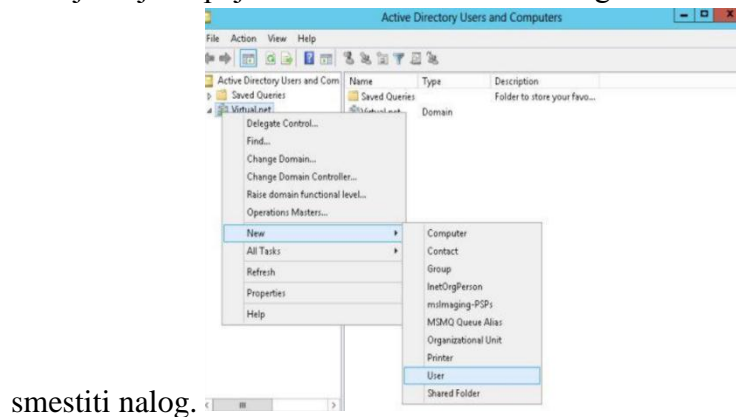 Active Directory Users and Computers
File Action View Help
Active Directory Users and Com
Name Type Description
Saved Queries
Saved Queries Folder to store your favo...
Virtual.net
Virtual.net Domain
Delegate Control...
Find...
Change Domain...
Change Domain Controller...
Raise domain functional level...
Operations Masters...
New
All Tasks
Refresh
Properties
Help
Computer
Contact
Group
InetOrgPerson
msImaging-PSPs
MSMQ Queue Alias
Organizational Unit
Printer
User
Shared Folder
smestiti nalog.